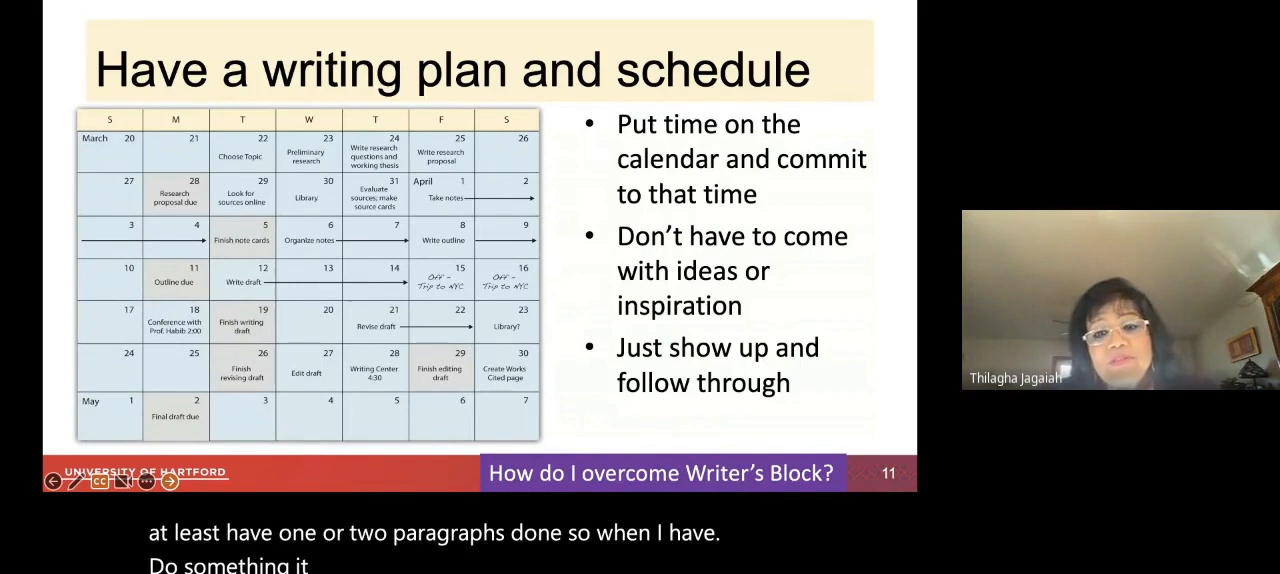 Have a writing plan and schedule
S M T W T F S
March 20 21 22 23 24 25 26
Choose Topic
Preliminary
research
Write research
questions and
working thesis
Write research
proposal
27 28 29 30 31 April 1 2
Research
proposal due
Look for
sources online
Library
Evaluate
sources; make
source cards
Take notes
3 4 5 6 7 8 9
Finish note cards
Organize notes
Write outline
10 11 12 13 14 15 16
Outline due
Write draft
Off –
Trip to NYC
Off –
Trip to NYC
17 18 19 20 21 22 23
Conference with
Prof. Habib 2:00
Finish writing
draft
Revise draft
Library?
24 25 26 27 28 29 30
Finish
revising draft
Edit draft
Writing Center
4:30
Finish editing
draft
Create Works
Cited page
May 1 2 3 4 5 6 7
Final draft due
• Put time on the
calendar and commit
to that time
• Don’t have to come
with ideas or
inspiration
• Just show up and
follow through
Thilagha Jagaiah
UNIVERSITY OF HARTFORD
CC
How do I overcome Writer’s Block?
11
at least have one or two paragraphs done so when I have.
Do something it